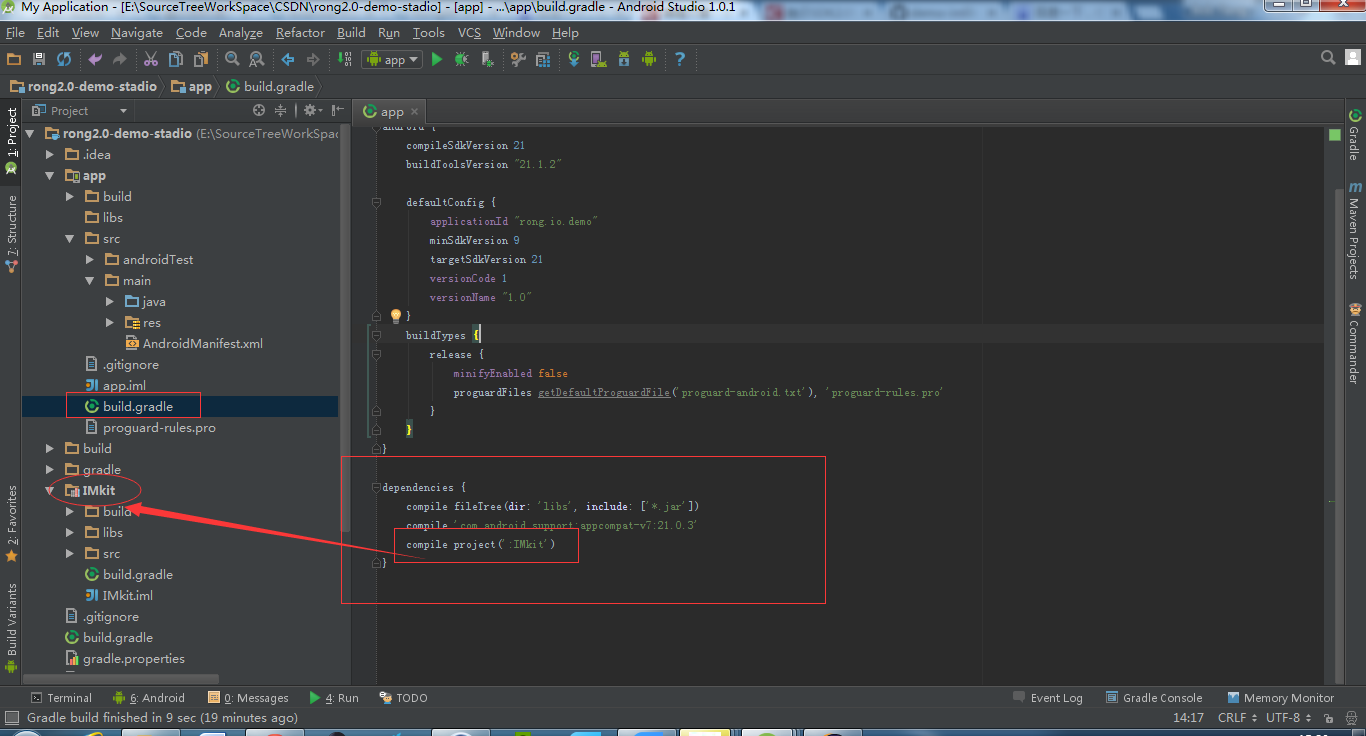 My Application - [E:\SourceTreeWorkSpace\CSDN\rong2.0-demo-stadio] - [app] - ...\app\build.gradle - Android Studio 1.0.1
File Edit View Navigate Code Analyze Refactor Build Run Tools VCS Window Help
app
rong2.0-demo-stadio app build.gradle
1: Project
7: Structure
2: Favorites
Build Variants
Project
rong2.0-demo-stadio (E:\SourceTreeWorkSpac
.idea
app
build
libs
src
androidTest
main
java
res
AndroidManifest.xml
.gitignore
app.iml
build.gradle
proguard-rules.pro
build
gradle
IMkit
build
libs
src
build.gradle
IMkit.iml
.gitignore
build.gradle
gradle.properties
app
android {
compileSdkVersion 21
buildToolsVersion "21.1.2"
defaultConfig {
applicationId "rong.io.demo"
minSdkVersion 9
targetSdkVersion 21
versionCode 1
versionName "1.0"
}
buildTypes {
release {
minifyEnabled false
proguardFiles getDefaultProguardFile('proguard-android.txt'), 'proguard-rules.pro'
}
}
}
dependencies {
compile fileTree(dir: 'libs', include: ['*.jar'])
compile 'com.android.support:appcompat-v7:21.0.3'
compile project(':IMkit')
}
Gradle
m Maven Projects
Commander
Terminal 6: Android 0: Messages 4: Run TODO Event Log Gradle Console Memory Monitor
Gradle build finished in 9 sec (19 minutes ago) 14:17 CRLF UTF-8